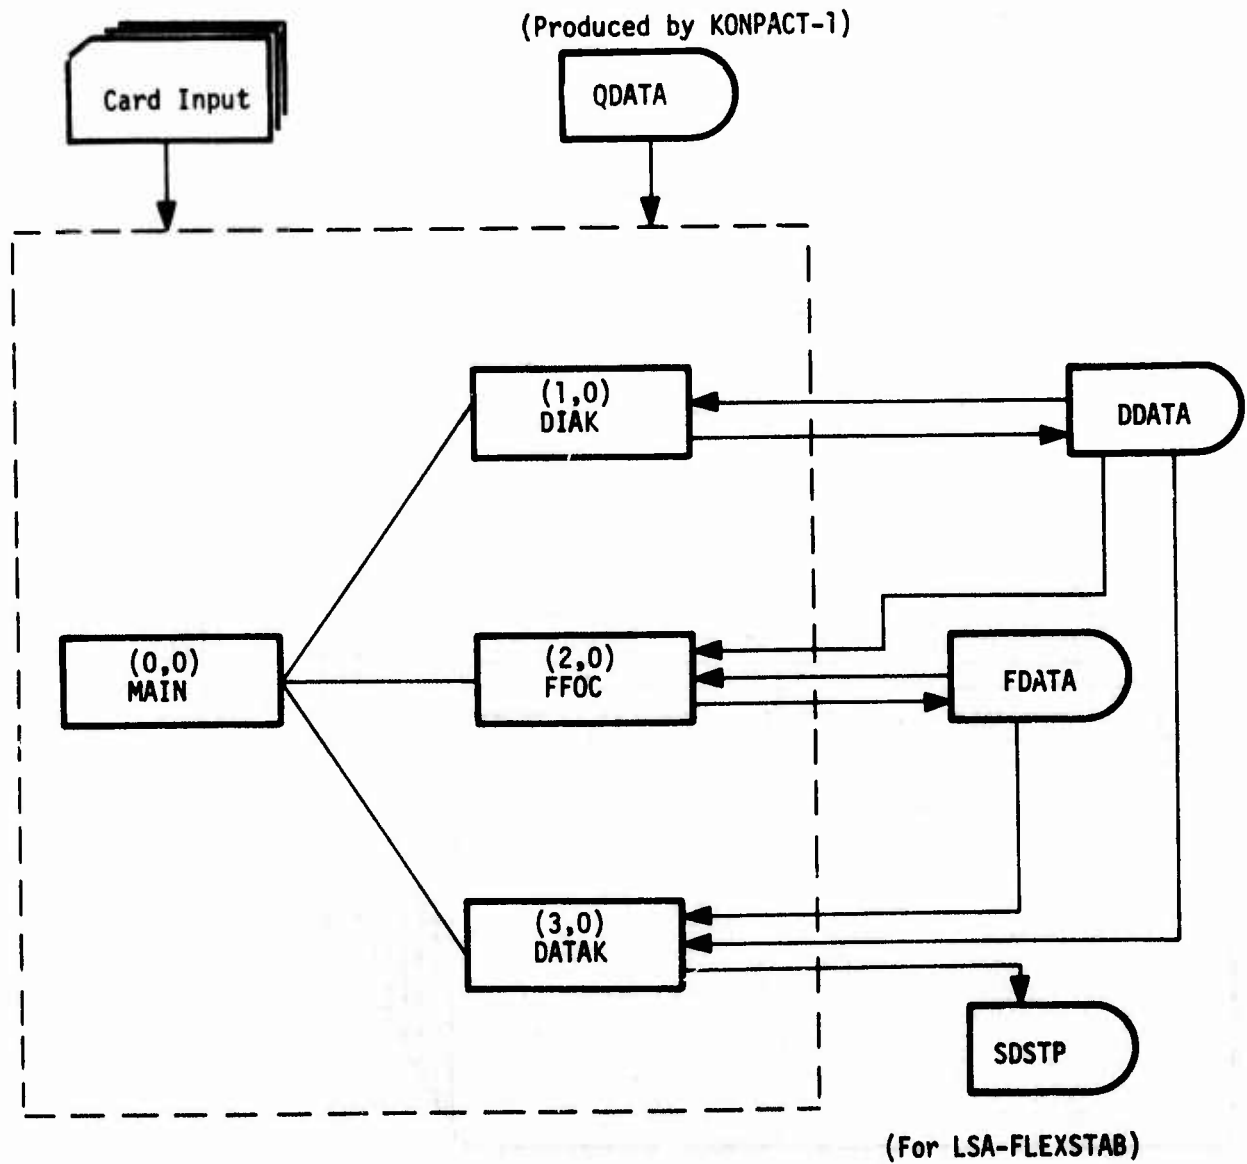 (Produced by KONPACT-1)
Card Input
QDATA
(1,0)
DIAK
DDATA
(0,0)
MAIN
(2,0)
FFOC
FDATA
(3,0)
DATAK
SDSTP
(For LSA-FLEXSTAB)